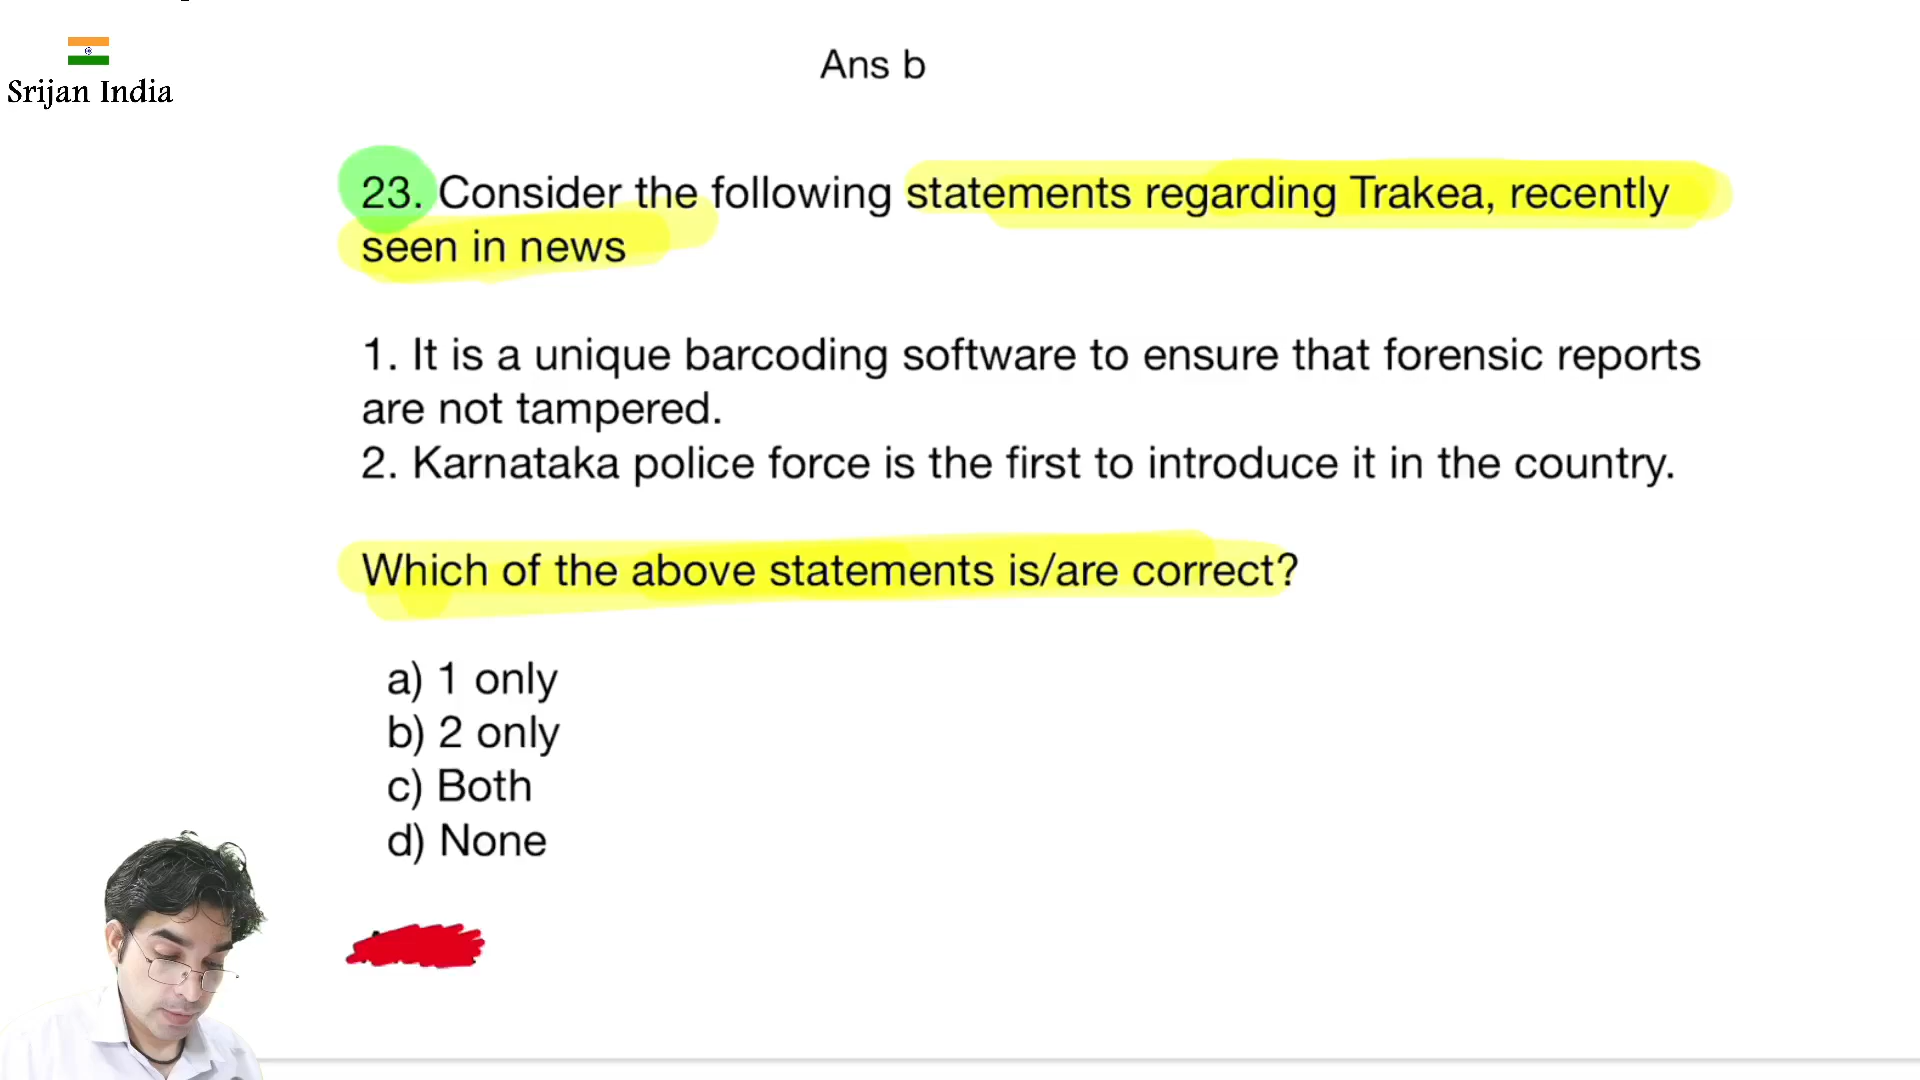 Srijan India
Ans b
23. Consider the following statements regarding Trakea, recently
seen in news
1. It is a unique barcoding software to ensure that forensic reports
are not tampered.
2. Karnataka police force is the first to introduce it in the country.
Which of the above statements is/are correct?
a) 1 only
b) 2 only
c) Both
d) None